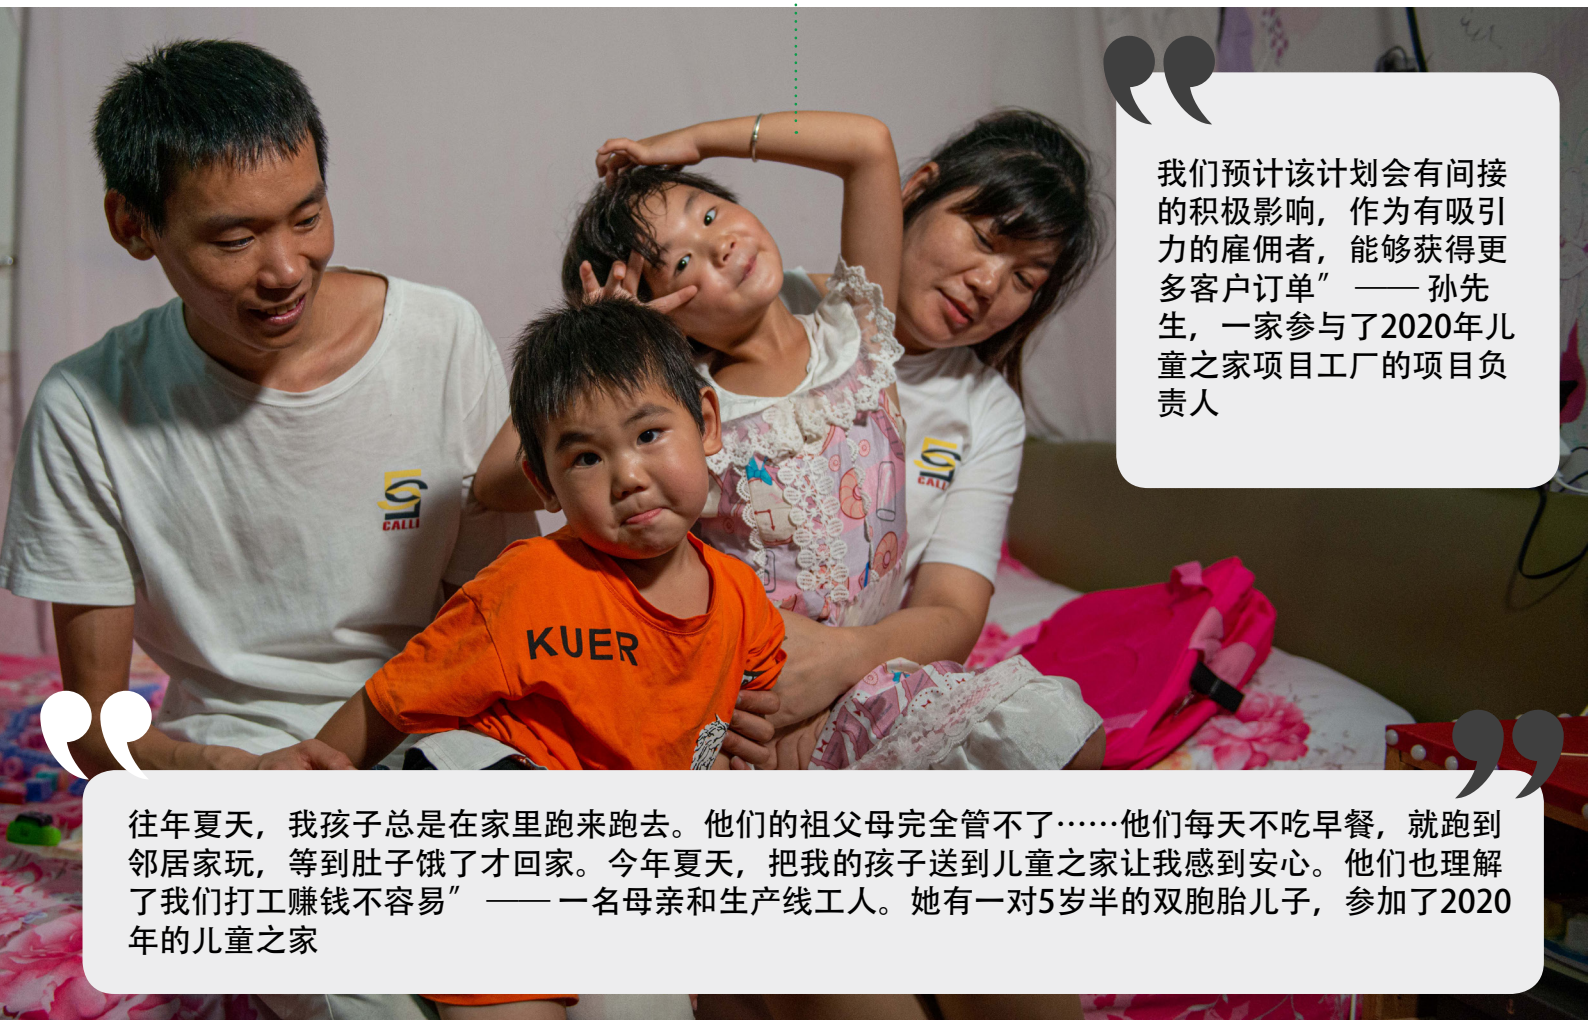 我们预计该计划会有间接
的积极影响，作为有吸引
力的雇佣者，能够获得更
多客户订单” —— 孙先
生，一家参与了2020年儿
童之家项目工厂的项目负
责人
CALLI
CALLI
KUER
往年夏天，我孩子总是在家里跑来跑去。他们的祖父母完全管不了……他们每天不吃早餐，就跑到
邻居家玩，等到肚子饿了才回家。今年夏天，把我的孩子送到儿童之家让我感到安心。他们也理解
了我们打工赚钱不容易” —— 一名母亲和生产线工人。她有一对5岁半的双胞胎儿子，参加了2020
年的儿童之家